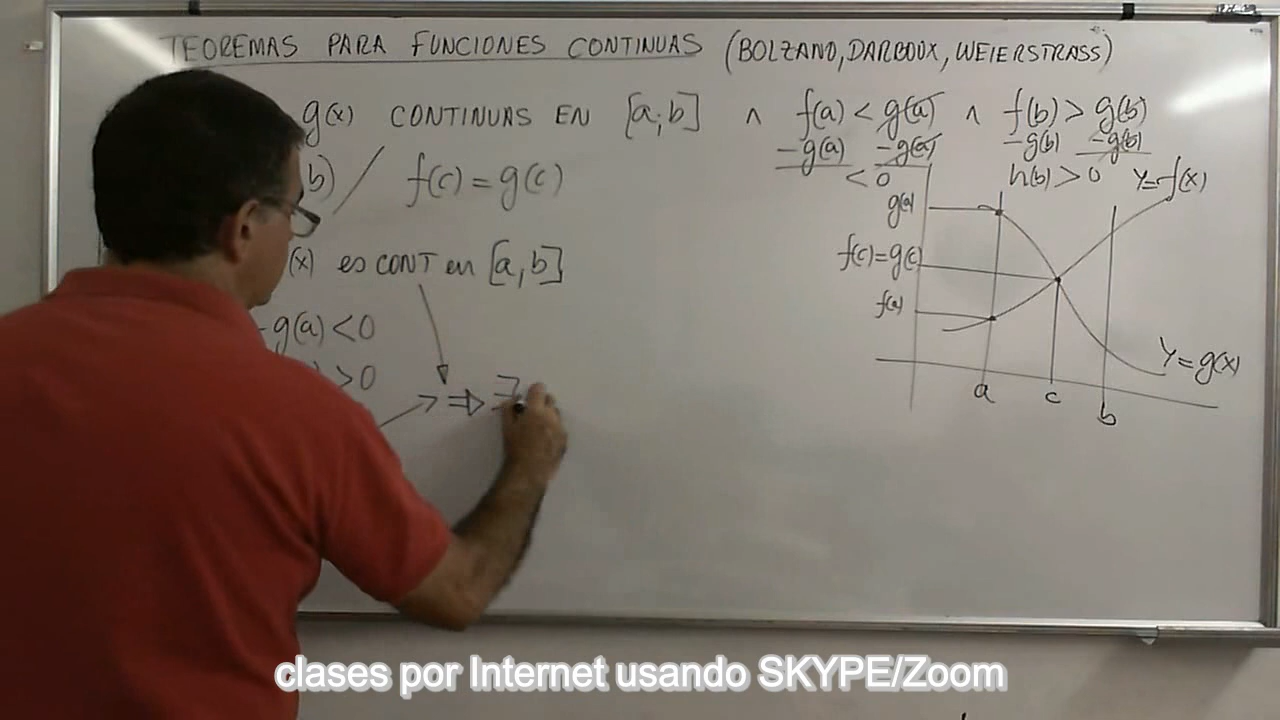 TEOREMAS PARA FUNCIONES CONTINUAS (BOLZANO, DARBOUX, WEIERSTRASS)
g(x) CONTINUAS EN [a;b] ∧ f(a) < g(a) ∧ f(b) > g(b)
-g(a) -g(a) -g(b) -g(b)
< 0 h(b) > 0
b) / f(c) = g(c)
(x) es CONT en [a,b]
-g(a) < 0
> 0
⇒ ∃
Y=f(x)
g(a)
f(c)=g(c)
f(a)
Y=g(x)
a c b
clases por Internet usando SKYPE/Zoom